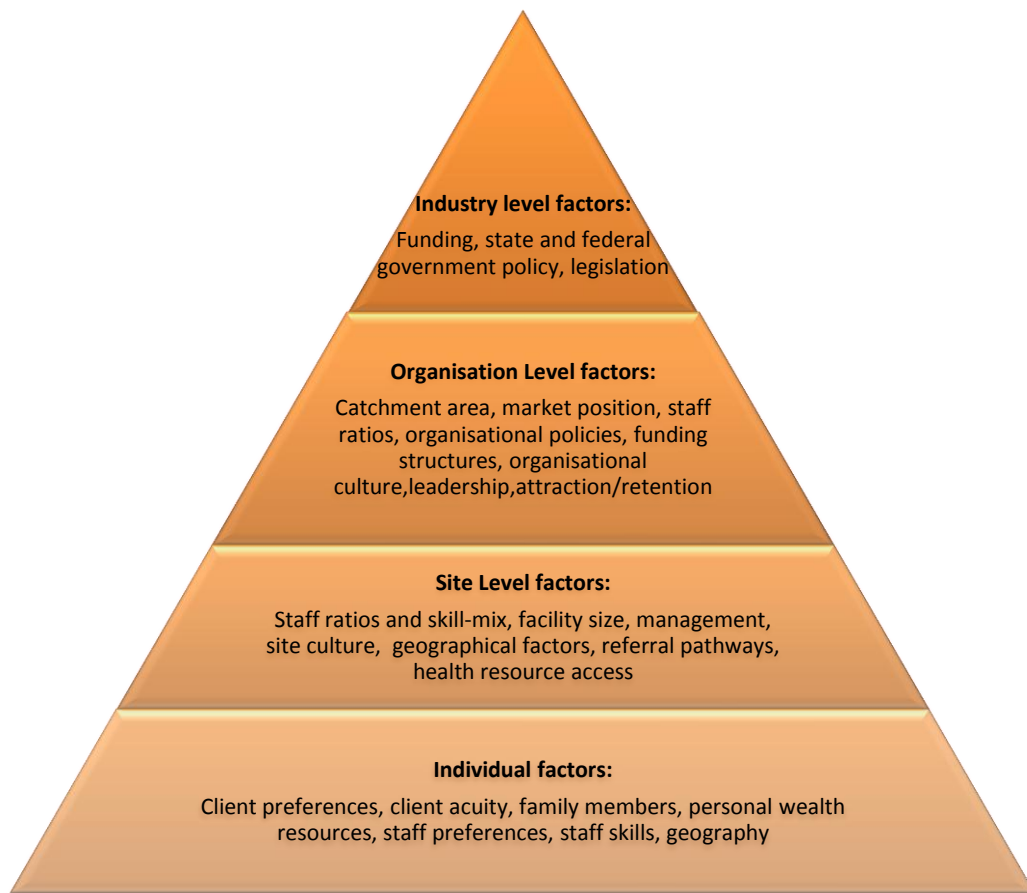 Industry level factors:
Funding, state and federal
government policy, legislation
Organisation Level factors:
Catchment area, market position, staff
ratios, organisational policies, funding
structures, organisational
culture,leadership,attraction/retention
Site Level factors:
Staff ratios and skill-mix, facility size, management,
site culture,  geographical factors, referral pathways,
health resource access
Individual factors:
Client preferences, client acuity, family members, personal wealth
resources, staff preferences, staff skills, geography